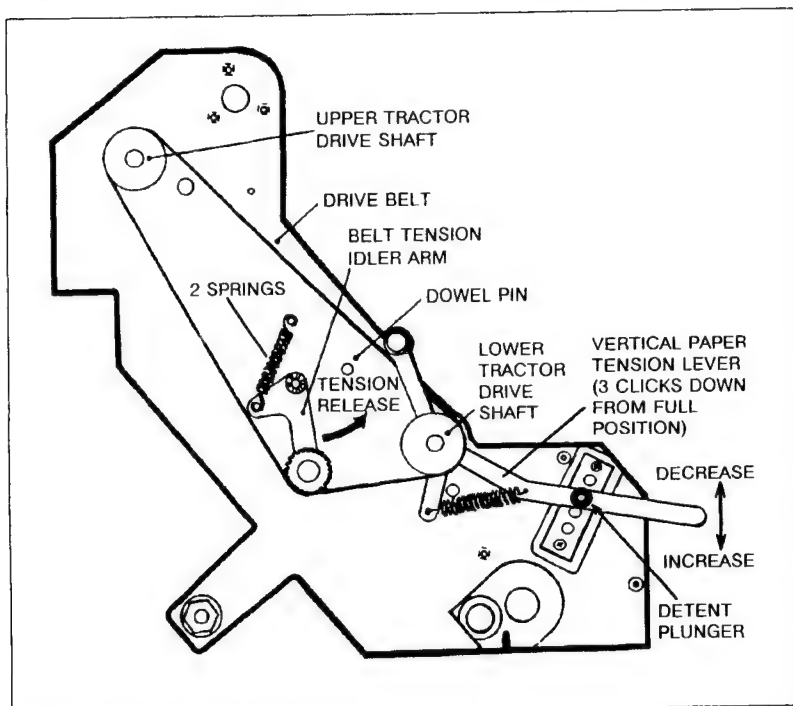 UPPER TRACTOR
DRIVE SHAFT
DRIVE BELT
BELT TENSION
IDLER ARM
2 SPRINGS
DOWEL PIN
TENSION
RELEASE
LOWER
TRACTOR
DRIVE
SHAFT
VERTICAL PAPER
TENSION LEVER
(3 CLICKS DOWN
FROM FULL
POSITION)
DECREASE
INCREASE
DETENT
PLUNGER